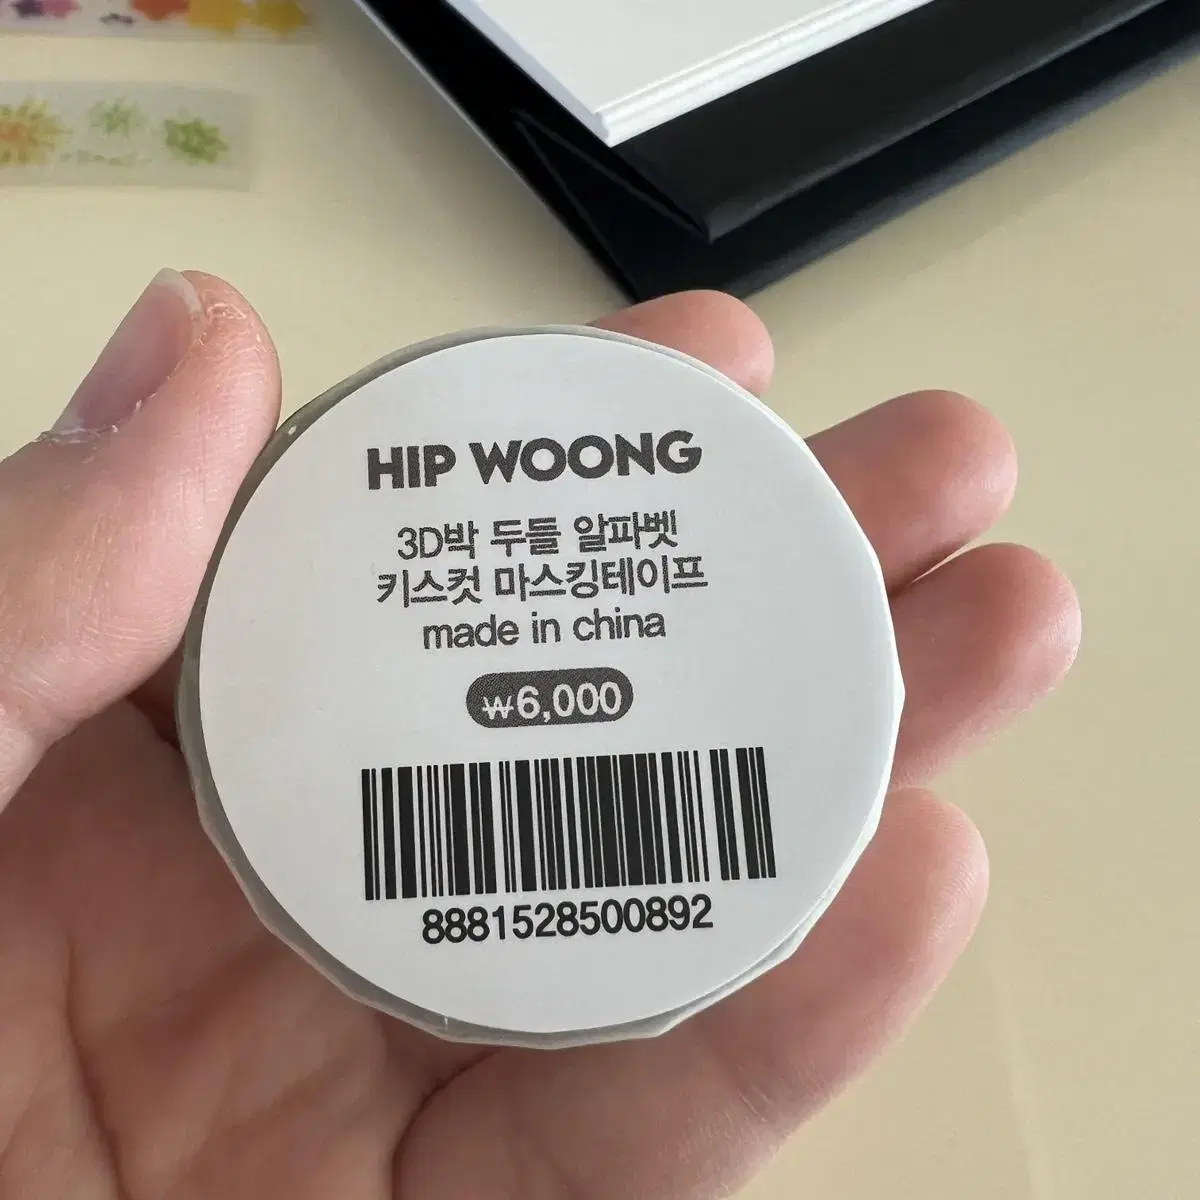 HIP WOONG
3D박 두들 알파벳
키스컷 마스킹테이프
made in china
₩6,000
8881528500892